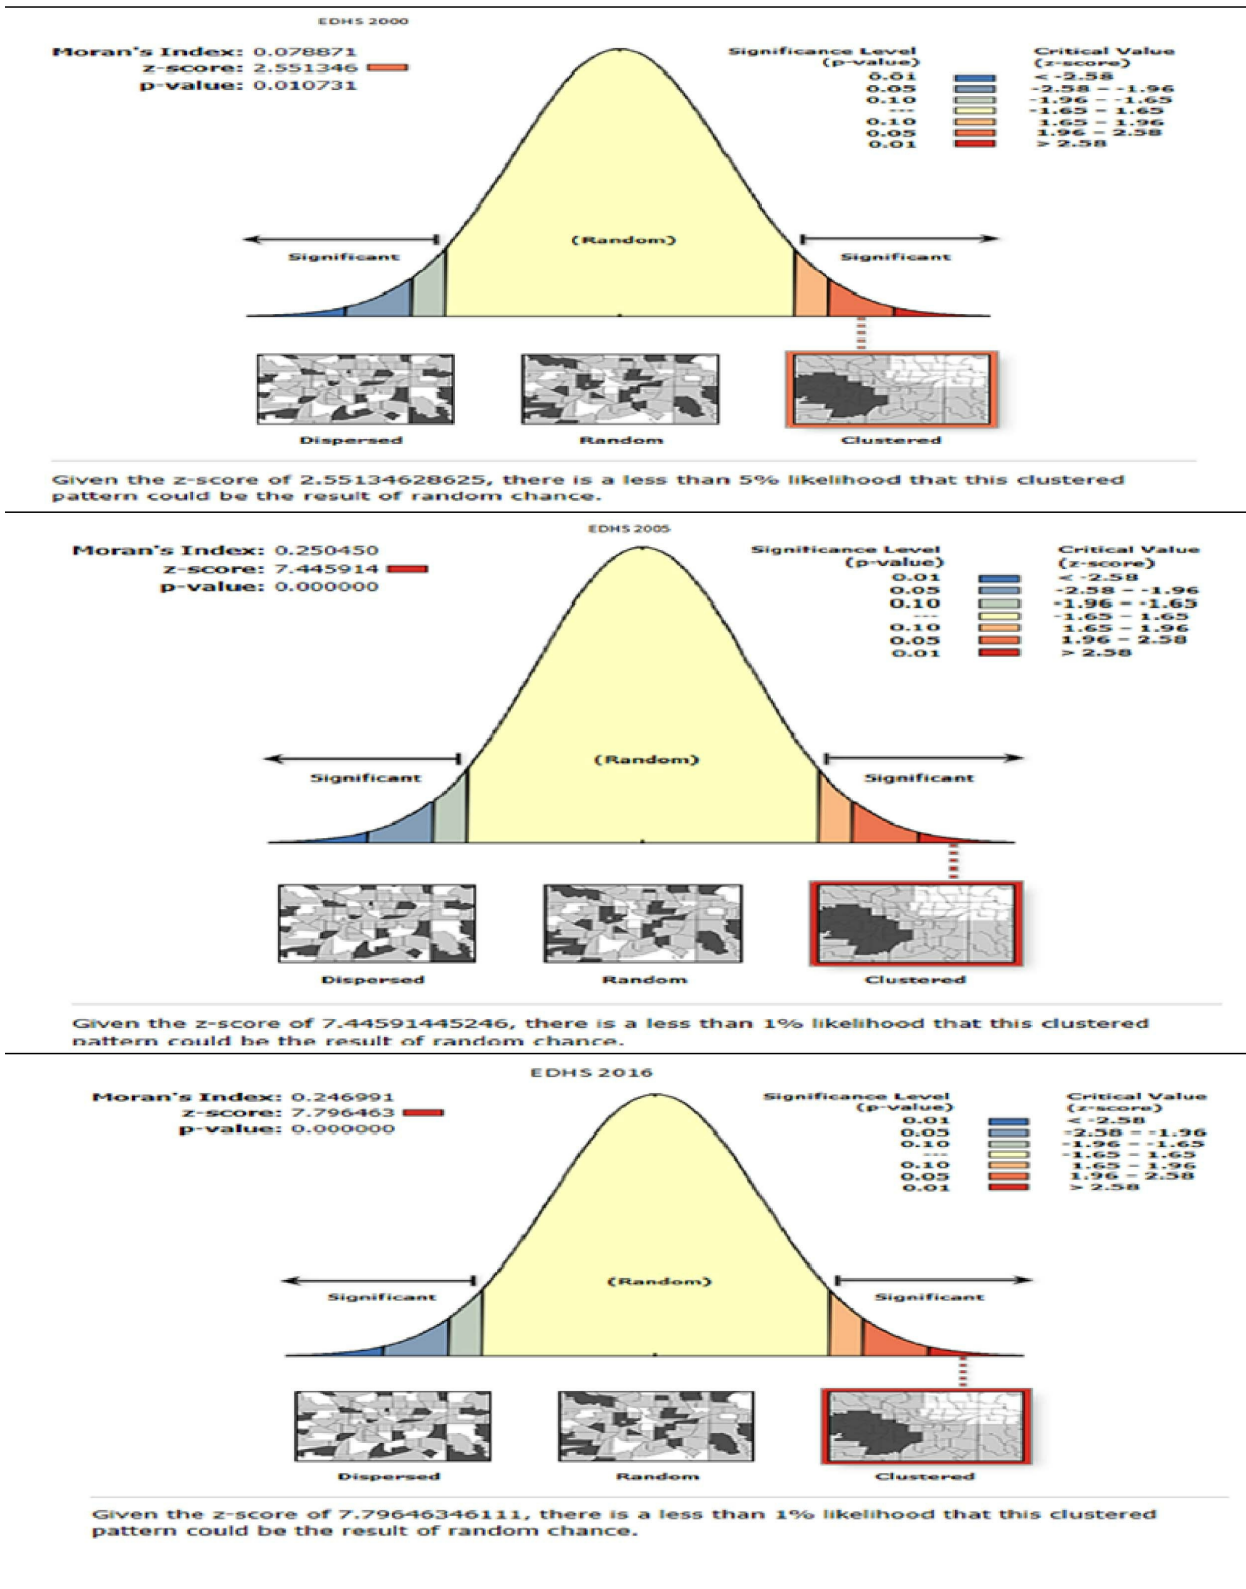 EDHS 2000
Moran's Index: 0.078871
z-score: 2.551346
p-value: 0.010731
Significance Level (p-value)
Critical Value (z-score)
0.01 < -2.58
0.05 -2.58 – -1.96
0.10 -1.96 – -1.65
--- -1.65 – 1.65
0.10 1.65 – 1.96
0.05 1.96 – 2.58
0.01 > 2.58
(Random)
Significant
Significant
Dispersed
Random
Clustered
Given the z-score of 2.55134628625, there is a less than 5% likelihood that this clustered
pattern could be the result of random chance.
EDHS 2005
Moran's Index: 0.250450
z-score: 7.445914
p-value: 0.000000
Significance Level (p-value)
Critical Value (z-score)
0.01 < -2.58
0.05 -2.58 – -1.96
0.10 -1.96 – -1.65
--- -1.65 – 1.65
0.10 1.65 – 1.96
0.05 1.96 – 2.58
0.01 > 2.58
(Random)
Significant
Significant
Dispersed
Random
Clustered
Given the z-score of 7.44591445246, there is a less than 1% likelihood that this clustered
pattern could be the result of random chance.
EDHS 2016
Moran's Index: 0.246991
z-score: 7.796463
p-value: 0.000000
Significance Level (p-value)
Critical Value (z-score)
0.01 < -2.58
0.05 -2.58 – -1.96
0.10 -1.96 – -1.65
--- -1.65 – 1.65
0.10 1.65 – 1.96
0.05 1.96 – 2.58
0.01 > 2.58
(Random)
Significant
Significant
Dispersed
Random
Clustered
Given the z-score of 7.79646346111, there is a less than 1% likelihood that this clustered
pattern could be the result of random chance.